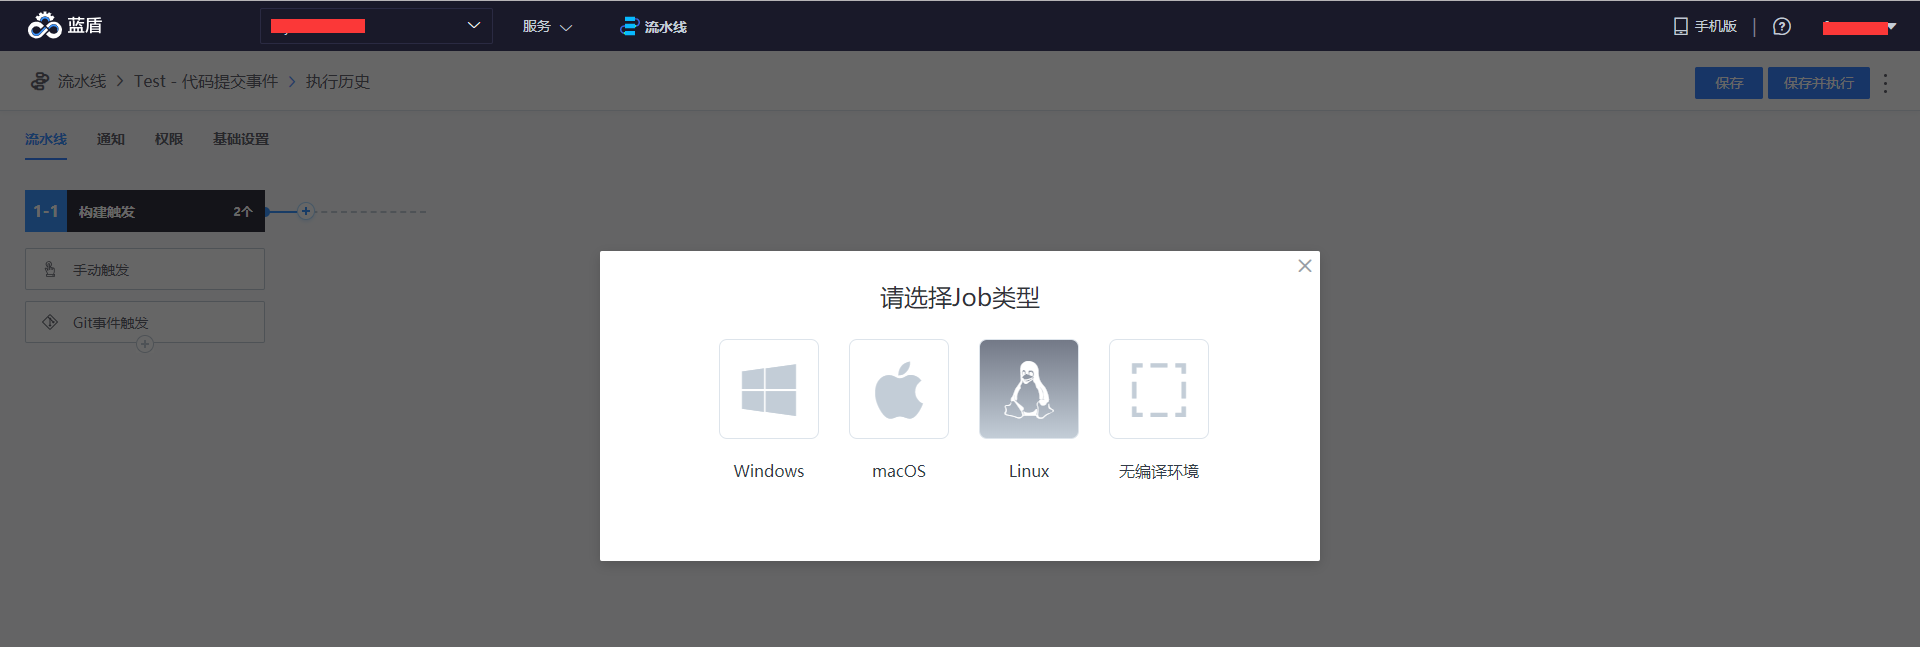 蓝盾
服务
流水线
手机版
流水线 > Test - 代码提交事件 > 执行历史
保存
保存并执行
流水线 通知 权限 基础设置
1-1 构建触发 2个
手动触发
Git事件触发
请选择Job类型
Windows macOS Linux 无编译环境